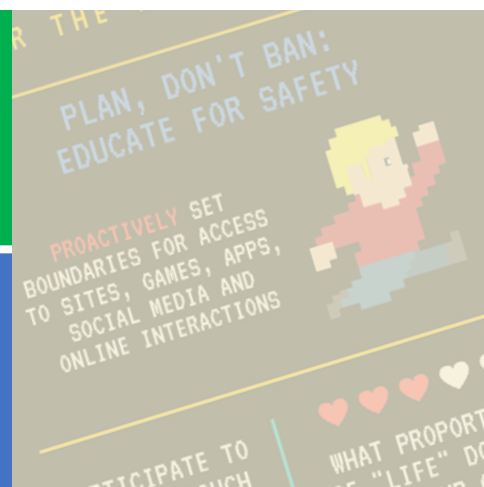 R THE
PLAN, DON'T BAN:
EDUCATE FOR SAFETY
PROACTIVELY SET
BOUNDARIES FOR ACCESS
TO SITES, GAMES, APPS,
SOCIAL MEDIA AND
ONLINE INTERACTIONS
TICIPATE TO
WHAT PROPORT
"LIFE" DO